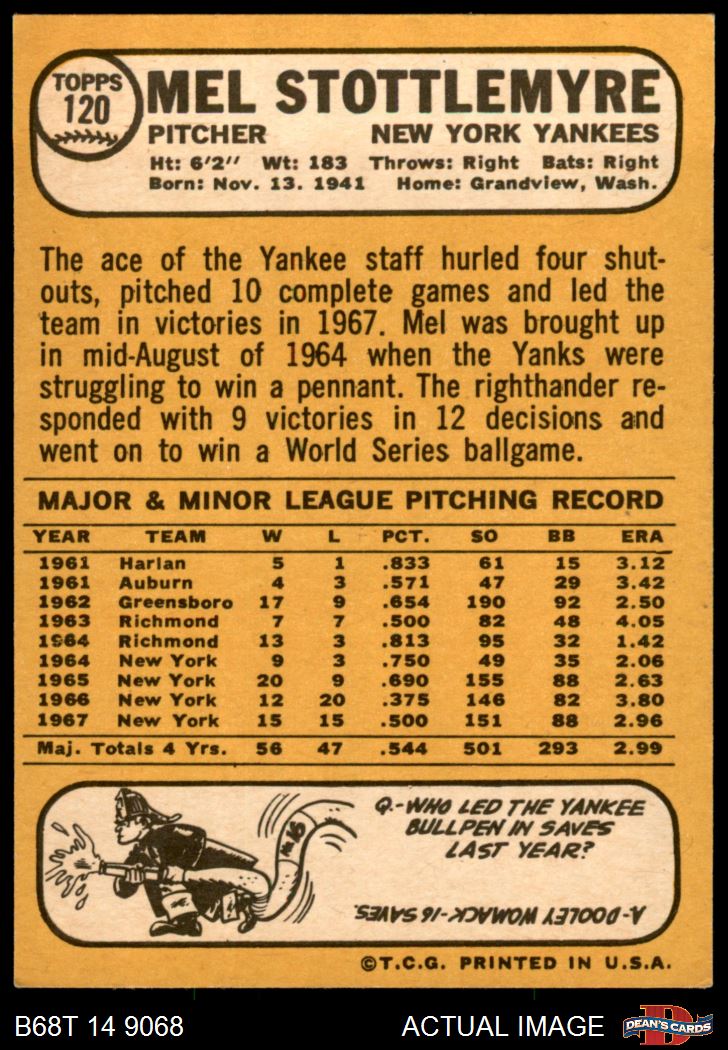 TOPPS
120
MEL STOTTLEMYRE
PITCHER NEW YORK YANKEES
Ht: 6'2" Wt: 183 Throws: Right Bats: Right
Born: Nov. 13. 1941 Home: Grandview, Wash.
The ace of the Yankee staff hurled four shut-
outs, pitched 10 complete games and led the
team in victories in 1967. Mel was brought up
in mid-August of 1964 when the Yanks were
struggling to win a pennant. The righthander re-
sponded with 9 victories in 12 decisions and
went on to win a World Series ballgame.
MAJOR & MINOR LEAGUE PITCHING RECORD
YEAR TEAM W L PCT. SO BB ERA
1961 Harlan 5 1 .833 61 15 3.12
1961 Auburn 4 3 .571 47 29 3.42
1962 Greensboro 17 9 .654 190 92 2.50
1963 Richmond 7 7 .500 82 48 4.05
1964 Richmond 13 3 .813 95 32 1.42
1964 New York 9 3 .750 49 35 2.06
1965 New York 20 9 .690 155 88 2.63
1966 New York 12 20 .375 146 82 3.80
1967 New York 15 15 .500 151 88 2.96
Maj. Totals 4 Yrs. 56 47 .544 501 293 2.99
Q.-WHO LED THE YANKEE
BULLPEN IN SAVES
LAST YEAR?
No. 16
A-DOOLEY WOMACK-16 SAVES.
©T.C.G. PRINTED IN U.S.A.
B68T 14 9068 ACTUAL IMAGE
D
DEAN'S CARDS